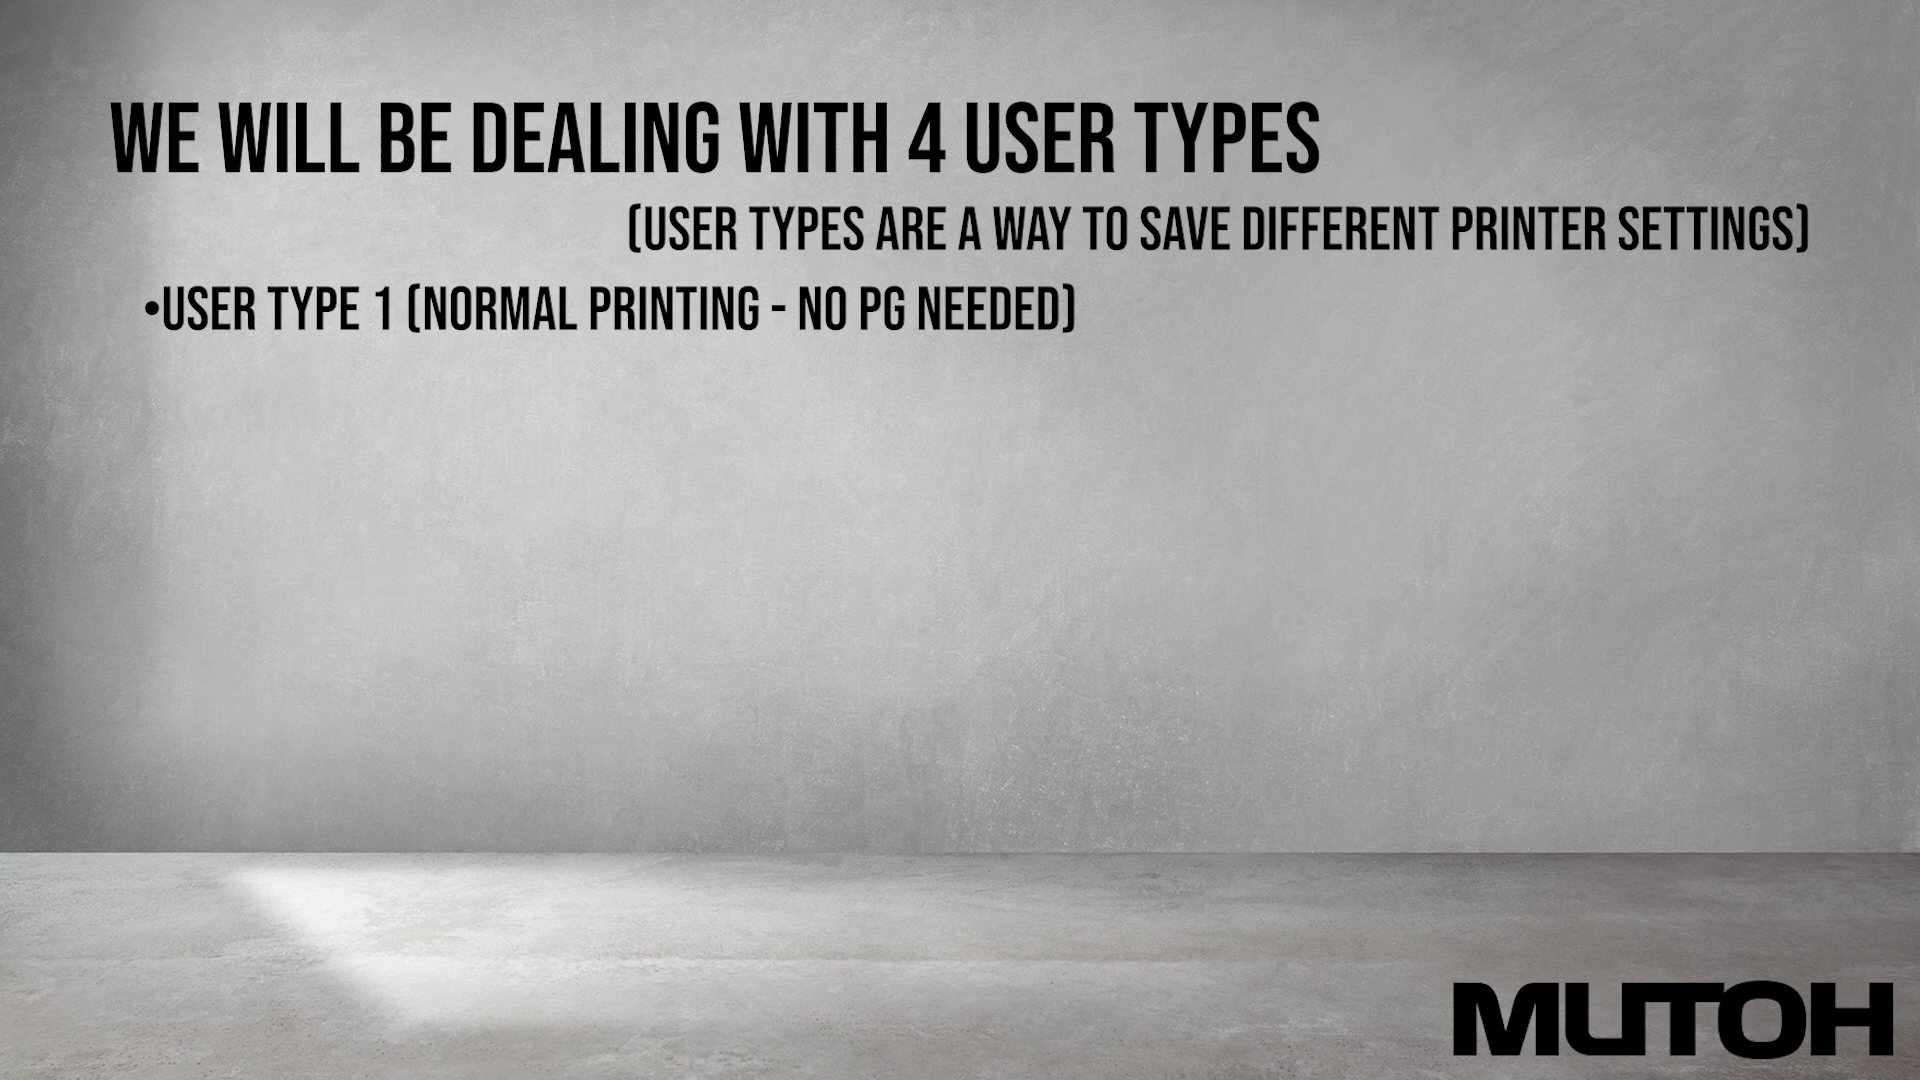 WE WILL BE DEALING WITH 4 USER TYPES
(USER TYPES ARE A WAY TO SAVE DIFFERENT PRINTER SETTINGS)
•USER TYPE 1 (NORMAL PRINTING - NO PG NEEDED)
MUTOH